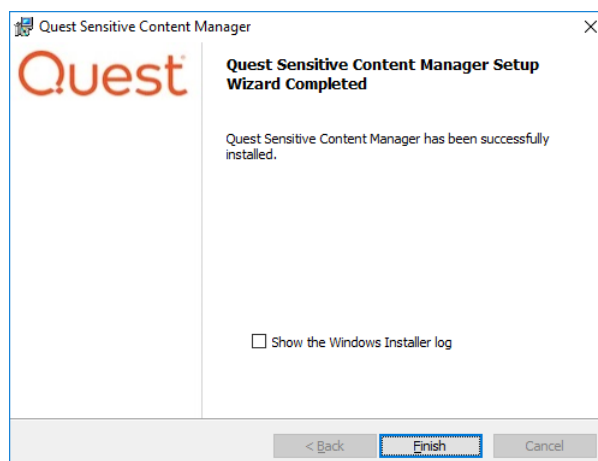 Quest Sensitive Content Manager
Quest
Quest Sensitive Content Manager Setup
Wizard Completed
Quest Sensitive Content Manager has been successfully
installed.
Show the Windows Installer log
< Back Finish Cancel